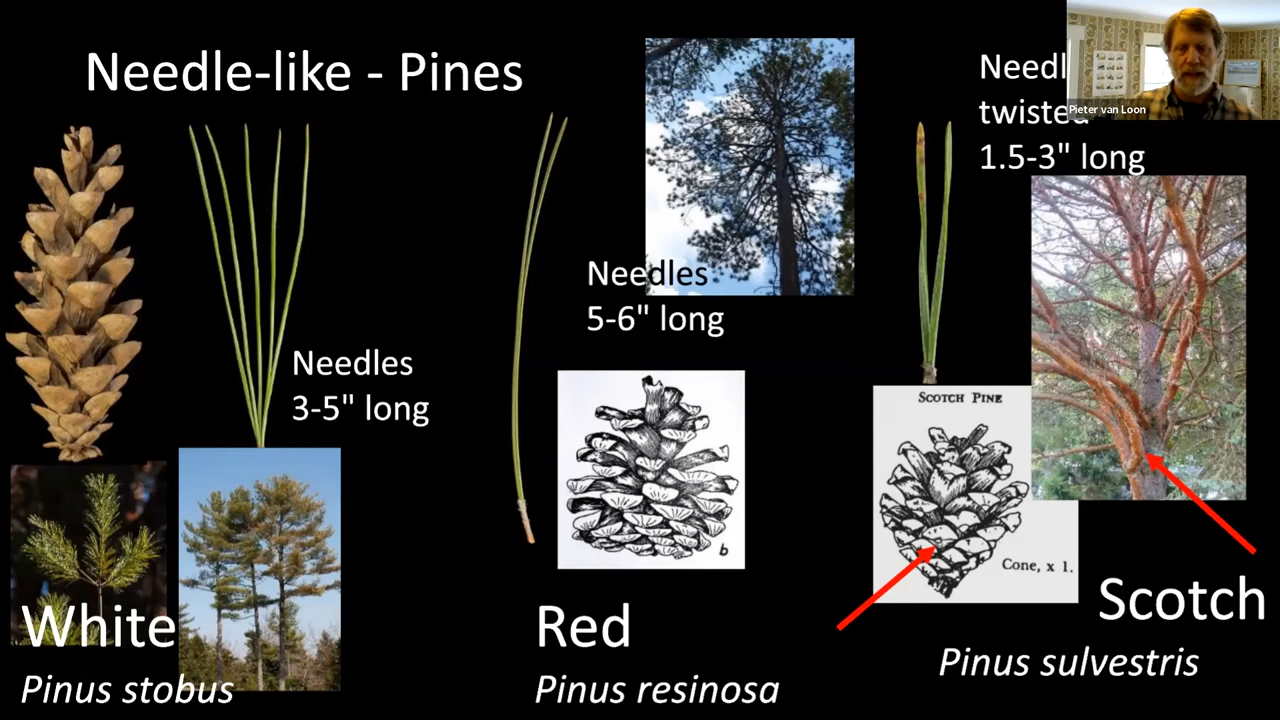 Needle-like - Pines
Needles
3-5" long
White
Pinus stobus
Needles
5-6" long
b
Red
Pinus resinosa
twisted
1.5-3" long
Pieter van Loon
SCOTCH PINE
Cone, x 1.
Scotch
Pinus sulvestris